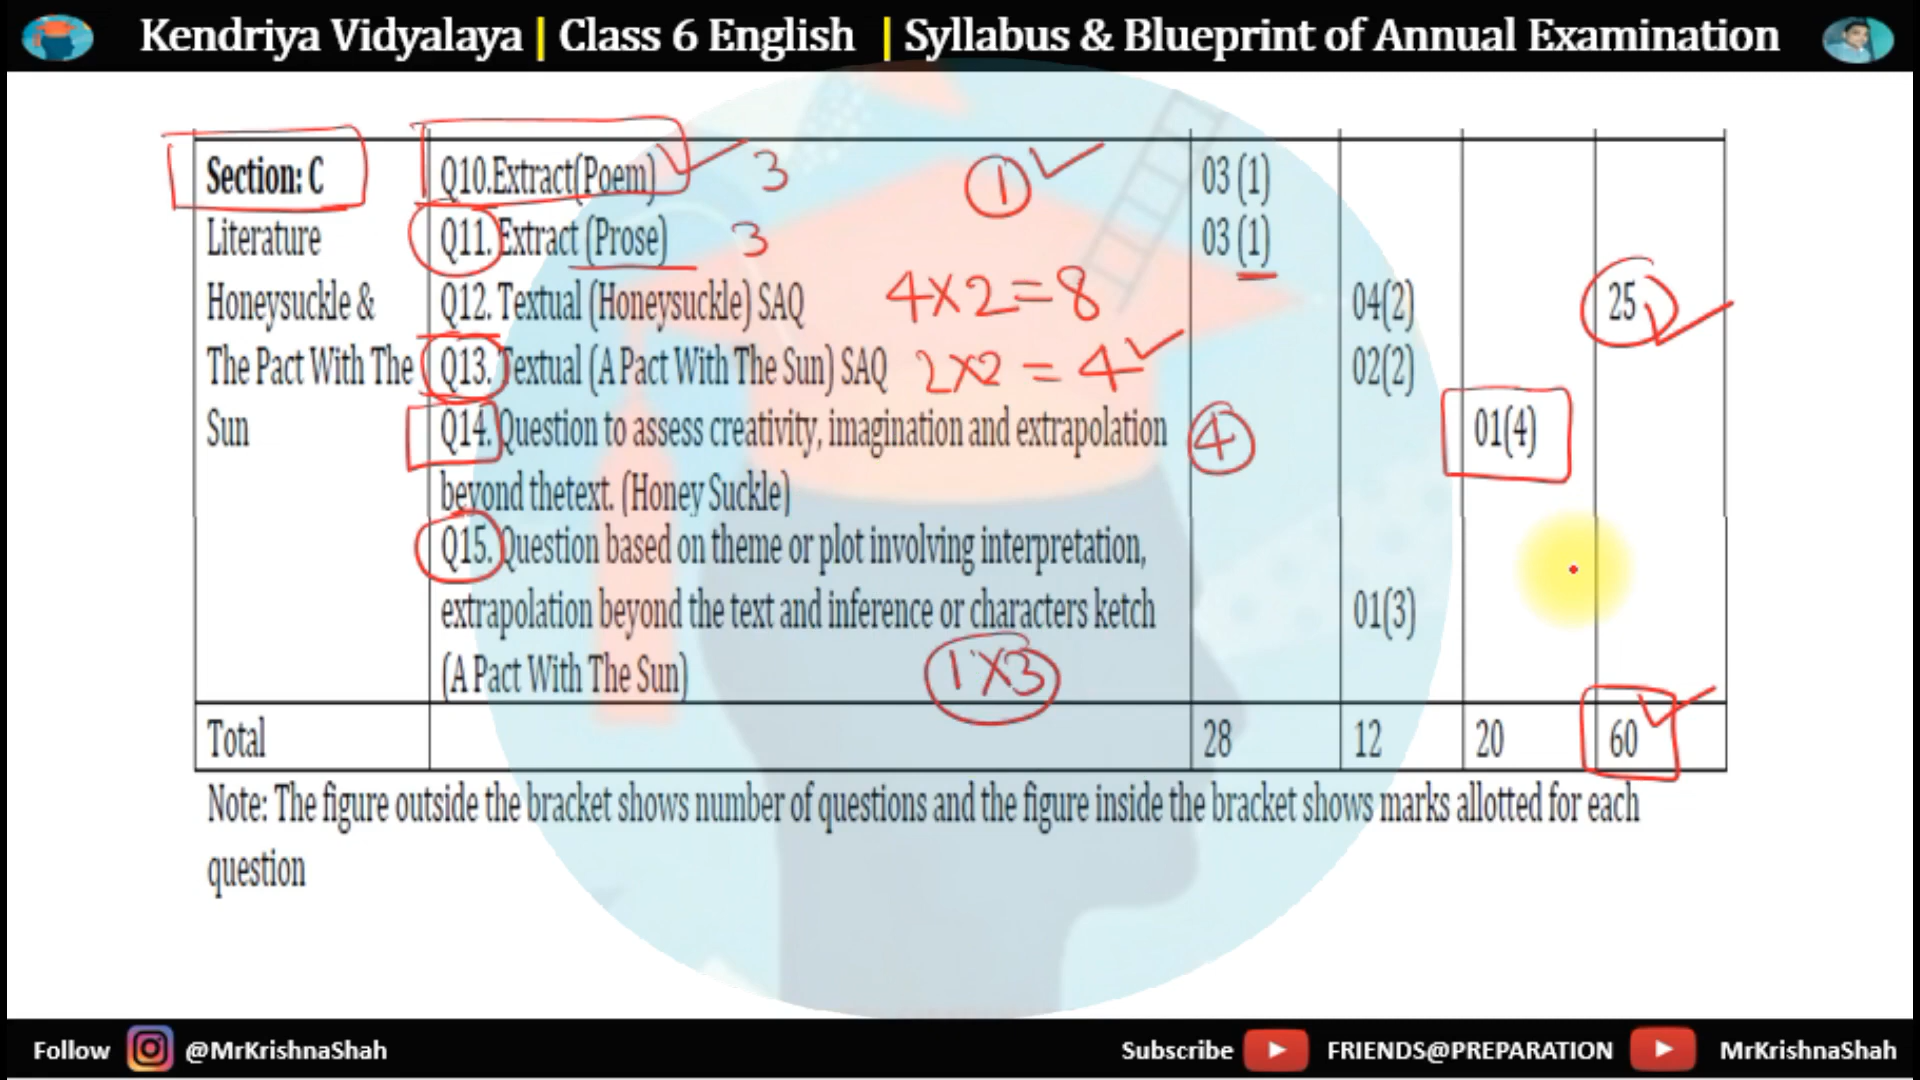 Kendriya Vidyalaya | Class 6 English | Syllabus & Blueprint of Annual Examination
Section: C Q10.Extract(Poem) 3 1 03 (1)
Literature Q11. Extract (Prose) 3 03 (1)
Honeysuckle & Q12. Textual (Honeysuckle) SAQ 4×2=8 04(2) 25
The Pact With The Q13. Textual (A Pact With The Sun) SAQ 2×2=4 02(2)
Sun Q14. Question to assess creativity, imagination and extrapolation 4 01(4)
beyond thetext. (Honey Suckle)
Q15. Question based on theme or plot involving interpretation,
extrapolation beyond the text and inference or characters ketch 01(3)
(A Pact With The Sun) 1×3
Total 28 12 20 60
Note: The figure outside the bracket shows number of questions and the figure inside the bracket shows marks allotted for each
question
Follow @MrKrishnaShah Subscribe FRIENDS@PREPARATION MrKrishnaShah